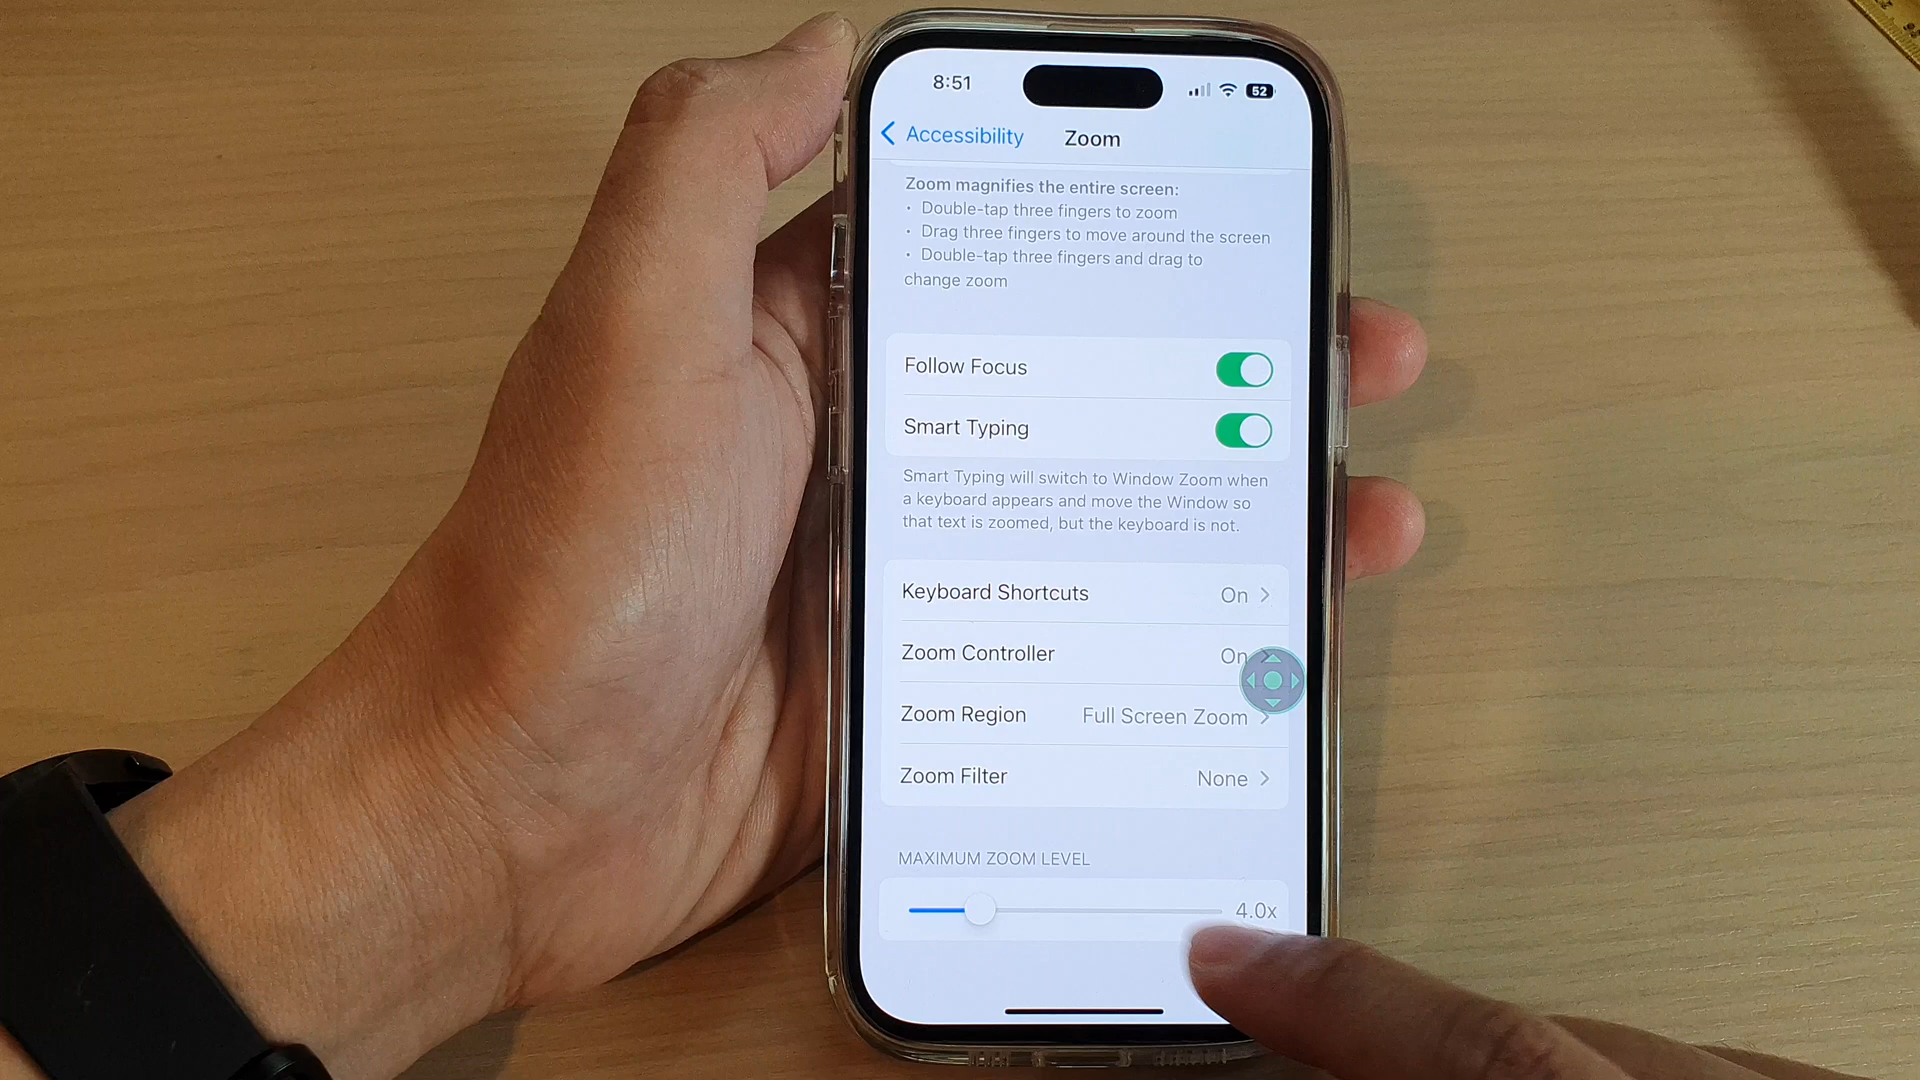 8:51
52
Accessibility
Zoom
Zoom magnifies the entire screen:
• Double-tap three fingers to zoom
• Drag three fingers to move around the screen
• Double-tap three fingers and drag to
change zoom
Follow Focus
Smart Typing
Smart Typing will switch to Window Zoom when
a keyboard appears and move the Window so
that text is zoomed, but the keyboard is not.
Keyboard Shortcuts On
Zoom Controller On
Zoom Region Full Screen Zoom
Zoom Filter None
MAXIMUM ZOOM LEVEL
4.0x